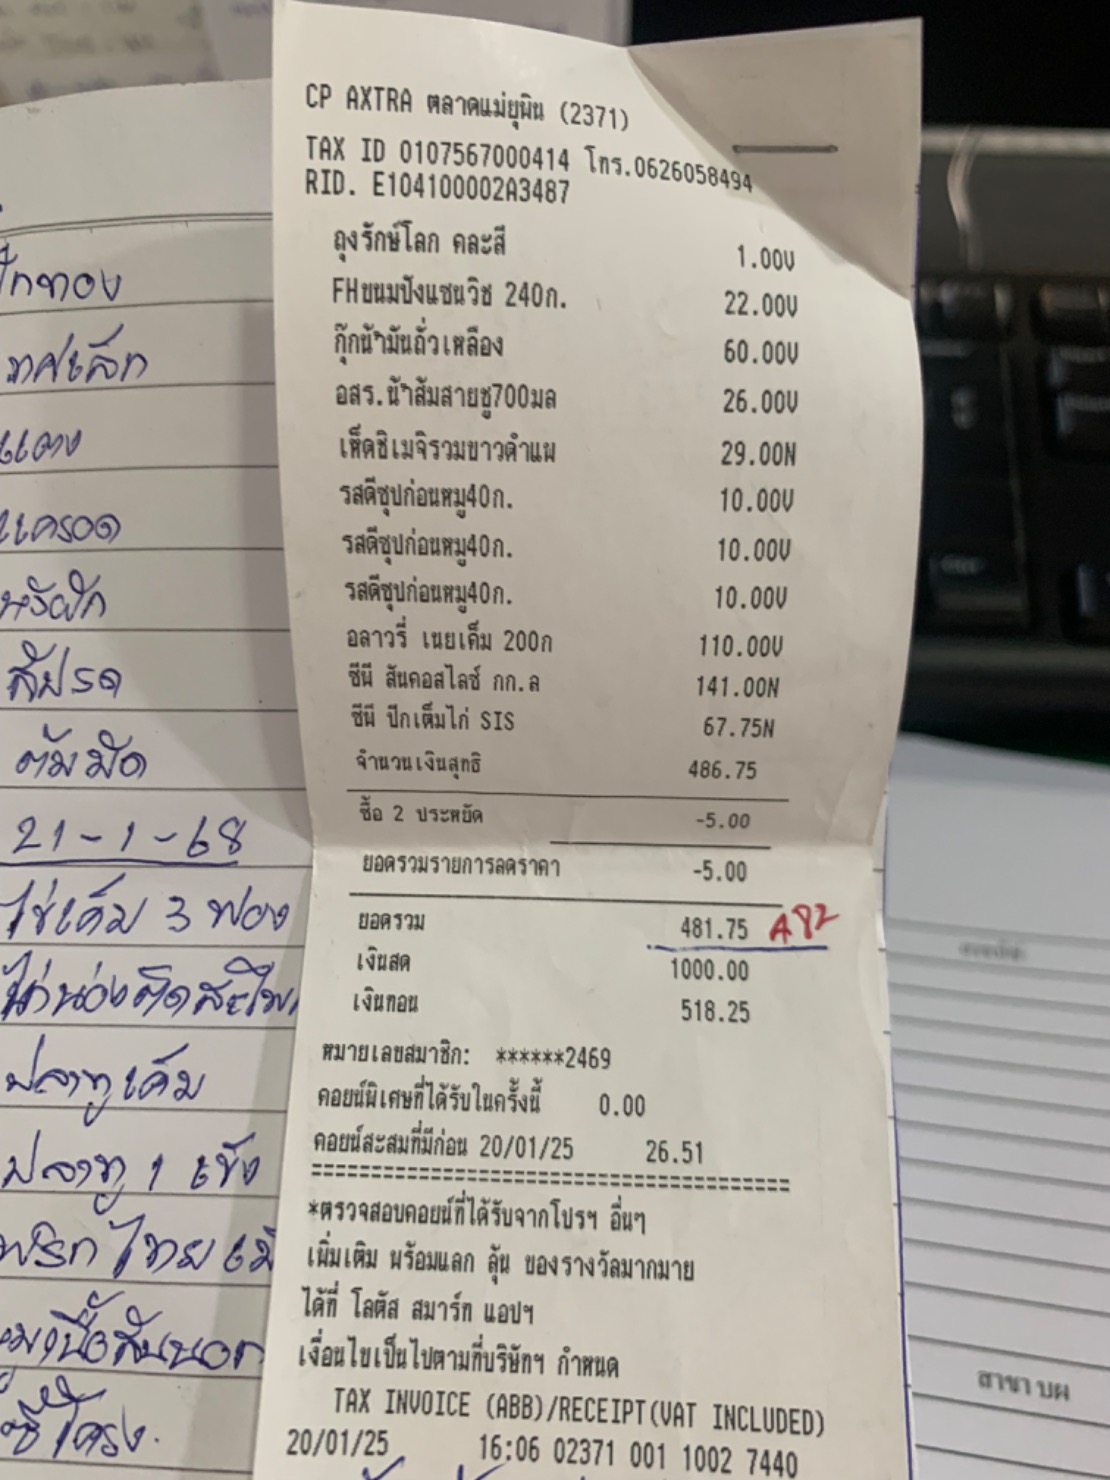 CP AXTRA ตลาดแม่ยุพิน (2371)
TAX ID 0107567000414 โทร.0626058494
RID. E104100002A3487
ถุงรักษ์โลก คละสี 1.00V
FHขนมปังแซนวิช 240ก. 22.00V
กุ๊กน้ำมันถั่วเหลือง 60.00V
อสร.น้ำส้มสายชู700มล 26.00V
เห็ดชิเมจิรวมขาวดำแพ 29.00N
รสดีซุปก่อนหมู40ก. 10.00V
รสดีซุปก่อนหมู40ก. 10.00V
รสดีซุปก่อนหมู40ก. 10.00V
อลาวรี่ เนยเค็ม 200ก 110.00V
ซีพี สันคอสไลซ์ กก.ล 141.00N
ซีพี ปีกเต็มไก่ SIS 67.75N
จำนวนเงินสุทธิ 486.75
ซื้อ 2 ประหยัด -5.00
ยอดรวมรายการลดราคา -5.00
ยอดรวม 481.75
เงินสด 1000.00
เงินทอน 518.25
หมายเลขสมาชิก: ******2469
คอยน์พิเศษที่ได้รับในครั้งนี้ 0.00
คอยน์สะสมที่มีก่อน 20/01/25 26.51
=======================================
*ตรวจสอบคอยน์ที่ได้รับจากโปรฯ อื่นๆ
เพิ่มเติม พร้อมแลก ลุ้น ของรางวัลมากมาย
ได้ที่ โลตัส สมาร์ท แอปฯ
เงื่อนไขเป็นไปตามที่บริษัทฯ กำหนด
TAX INVOICE (ABB)/RECEIPT(VAT INCLUDED)
20/01/25 16:06 02371 001 1002 7440
แตง
สัปรด
ต้มมัด
21-1-68
ไข่เค็ม 3 ฟอง
ปลาทูเค็ม
ปลาทู 1 เข่ง
ซี่โครง.
สาขา